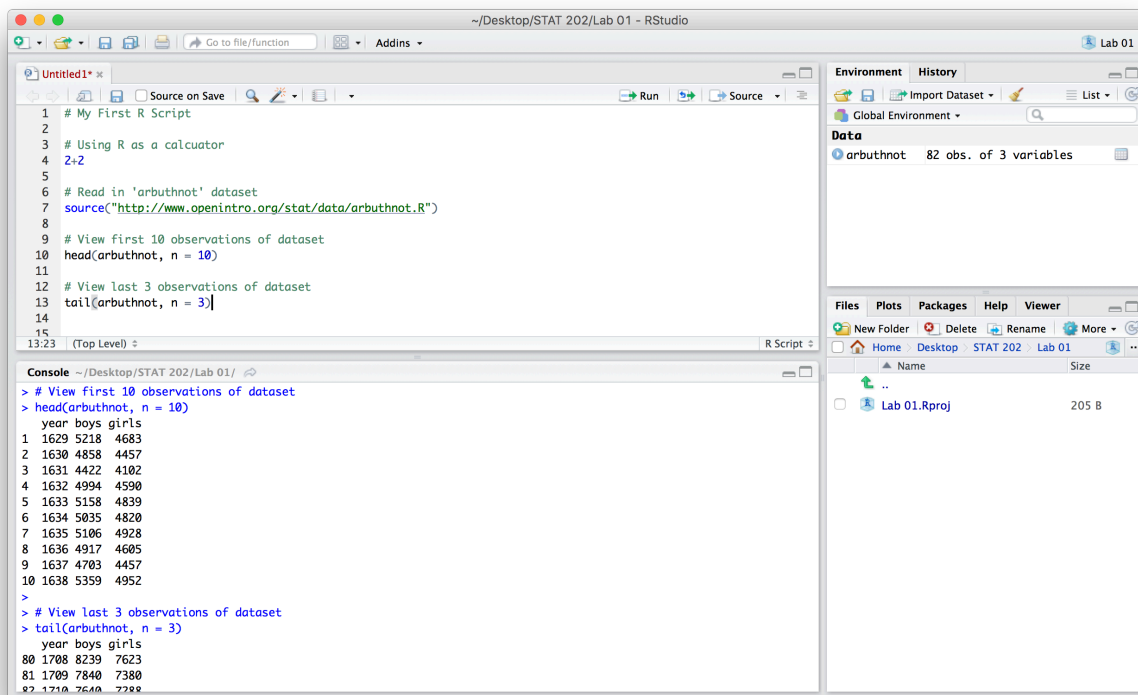 ~/Desktop/STAT 202/Lab 01 - RStudio
Go to file/function
Addins
Lab 01
Untitled1*
Source on Save
Run
Source
1 # My First R Script
2
3 # Using R as a calcuator
4 2+2
5
6 # Read in 'arbuthnot' dataset
7 source("http://www.openintro.org/stat/data/arbuthnot.R")
8
9 # View first 10 observations of dataset
10 head(arbuthnot, n = 10)
11
12 # View last 3 observations of dataset
13 tail(arbuthnot, n = 3)
14
15
13:23 (Top Level) R Script
Console ~/Desktop/STAT 202/Lab 01/
> # View first 10 observations of dataset
> head(arbuthnot, n = 10)
year boys girls
1 1629 5218 4683
2 1630 4858 4457
3 1631 4422 4102
4 1632 4994 4590
5 1633 5158 4839
6 1634 5035 4820
7 1635 5106 4928
8 1636 4917 4605
9 1637 4703 4457
10 1638 5359 4952
>
> # View last 3 observations of dataset
> tail(arbuthnot, n = 3)
year boys girls
80 1708 8239 7623
81 1709 7840 7380
82 1710 7640 7288
Environment History
Import Dataset List
Global Environment
Data
arbuthnot 82 obs. of 3 variables
Files Plots Packages Help Viewer
New Folder Delete Rename More
Home Desktop STAT 202 Lab 01
Name Size
..
Lab 01.Rproj 205 B